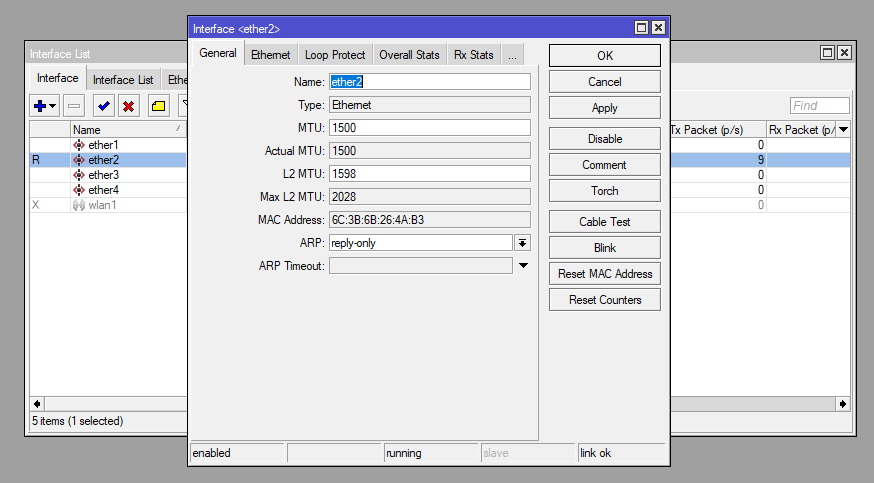 Interface <ether2>
Interface List
General Ethernet Loop Protect Overall Stats Rx Stats ...
OK
Interface Interface List Ethe
Name: ether2
Cancel
Type: Ethernet
Apply
Find
MTU: 1500
Name
Tx Packet (p/s) Rx Packet (p/
Disable
ether1
0
Actual MTU: 1500
R ether2
9
Comment
L2 MTU: 1598
ether3
0
Torch
ether4
0
Max L2 MTU: 2028
X wlan1
0
MAC Address: 6C:3B:6B:26:4A:B3
Cable Test
ARP: reply-only
Blink
ARP Timeout:
Reset MAC Address
Reset Counters
5 items (1 selected)
enabled running slave link ok